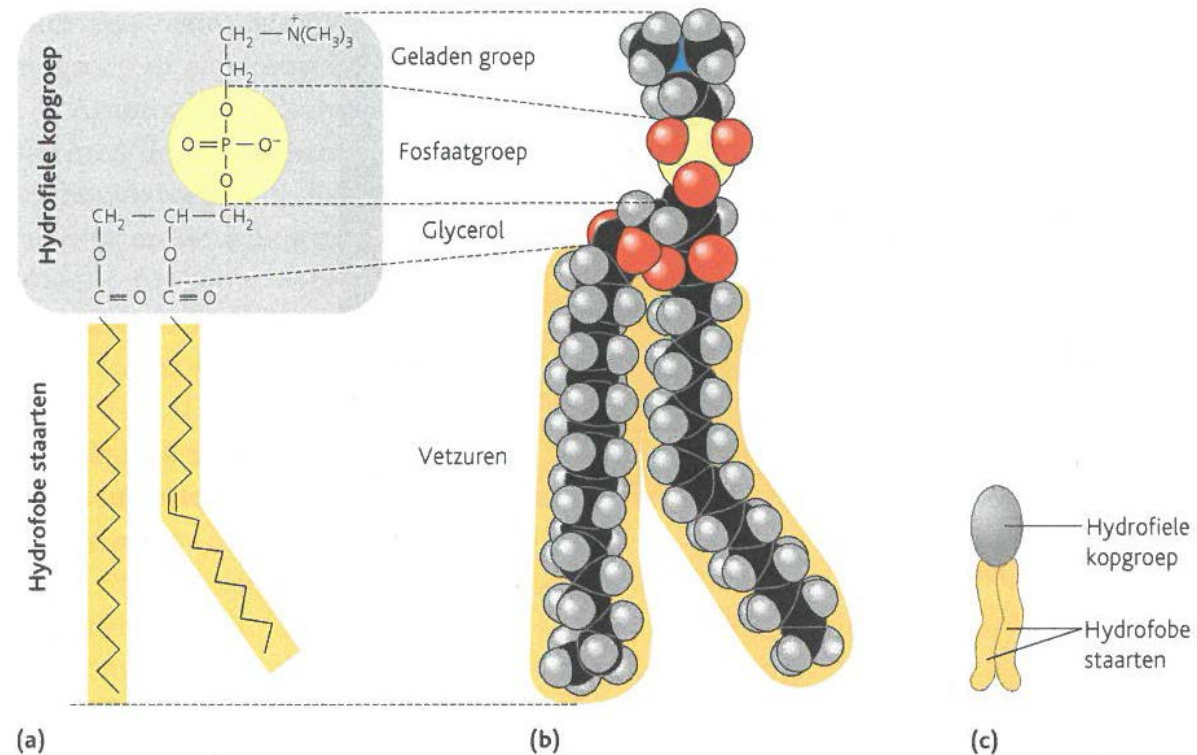 Hydrofiele kopgroep
CH2 — N+(CH3)3
CH2
O
O=P—O-
O
CH2 — CH — CH2
O O
C=O C=O
Hydrofobe staarten
Geladen groep
Fosfaatgroep
Glycerol
Vetzuren
Hydrofiele
kopgroep
Hydrofobe
staarten
(a) (b) (c)